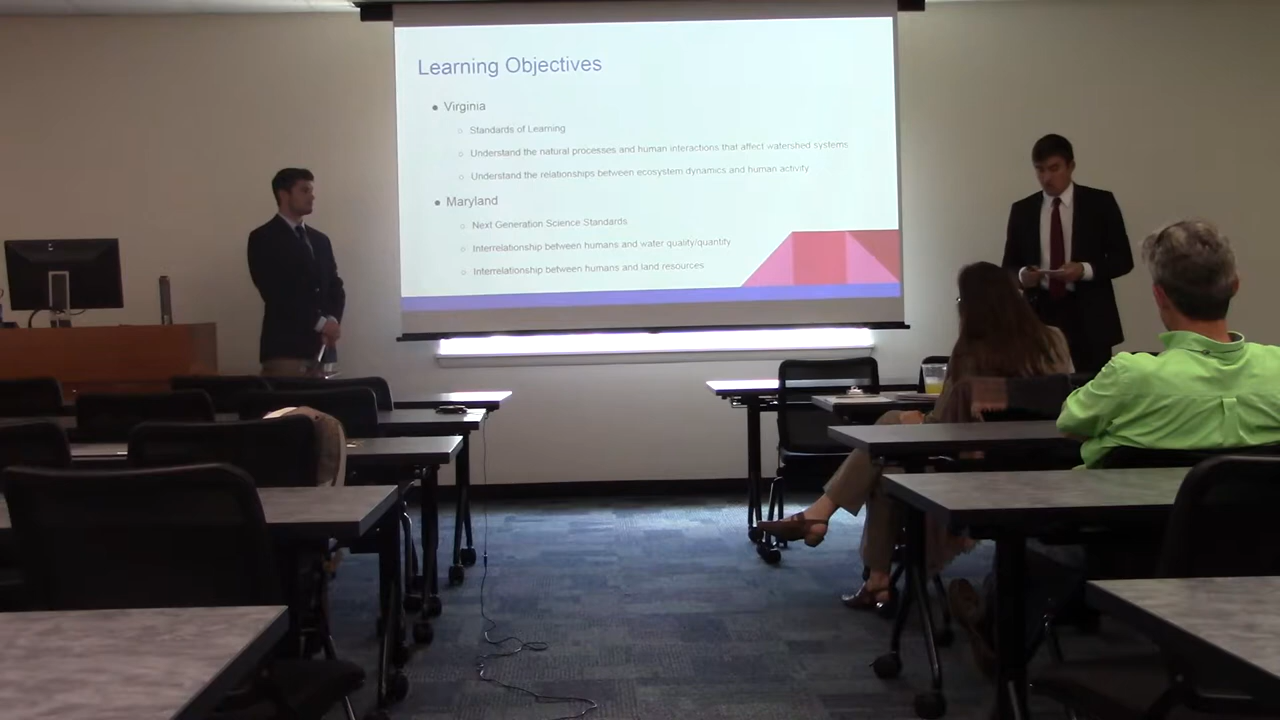 Learning Objectives
Virginia
Standards of Learning
Understand the natural processes and human interactions that affect watershed systems
Understand the relationships between ecosystem dynamics and human activity
Maryland
Next Generation Science Standards
Interrelationship between humans and water quality/quantity
Interrelationship between humans and land resources